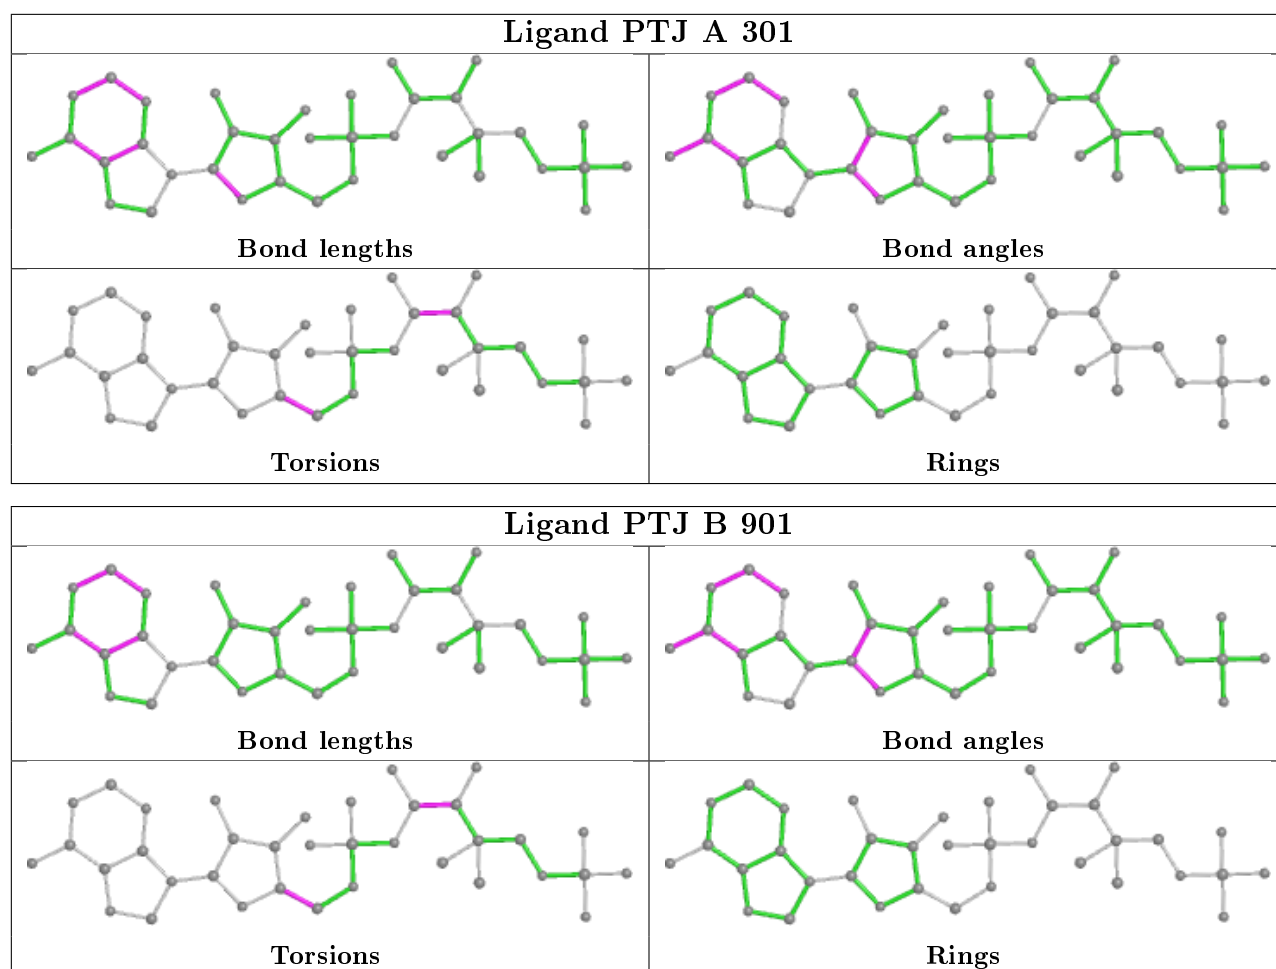 Ligand PTJ A 301
Bond lengths
Bond angles
Torsions
Rings
Ligand PTJ B 901
Bond lengths
Bond angles
Torsions
Rings